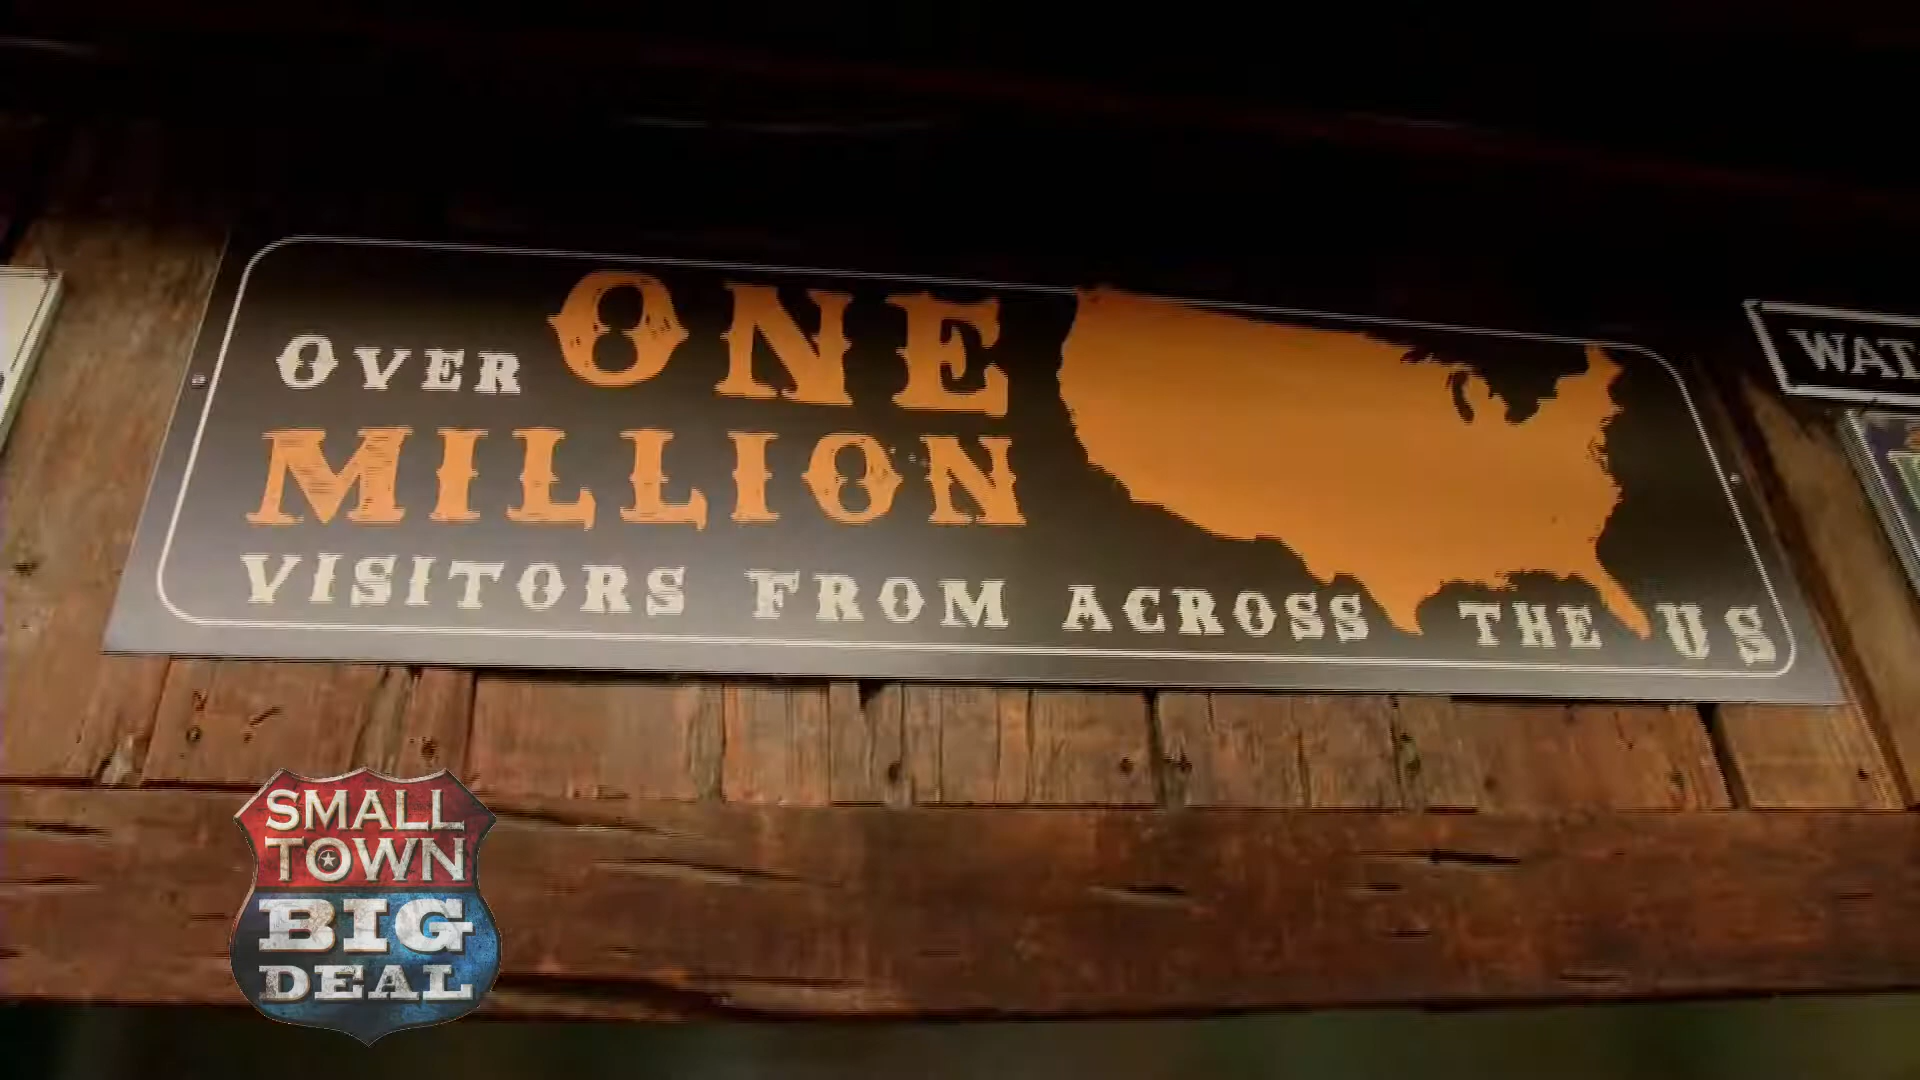 OVER ONE
MILLION
VISITORS FROM ACROSS THE US
SMALL
TOWN
BIG
DEAL